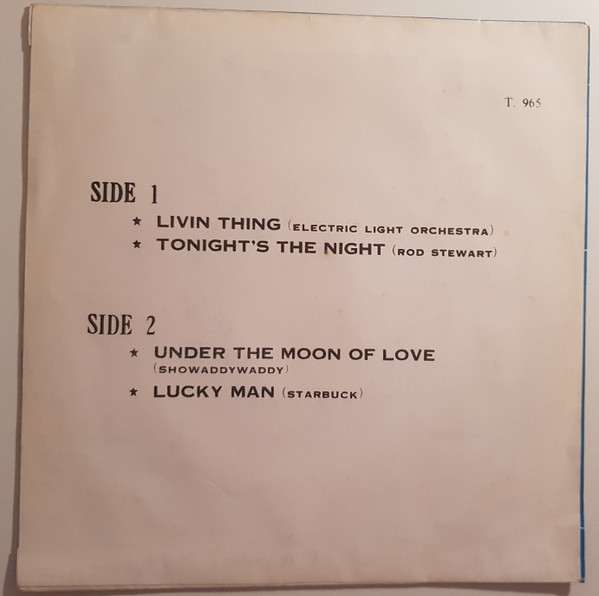 T. 965
SIDE 1
★ LIVIN THING (ELECTRIC LIGHT ORCHESTRA)
★ TONIGHT'S THE NIGHT (ROD STEWART)
SIDE 2
★ UNDER THE MOON OF LOVE
(SHOWADDYWADDY)
★ LUCKY MAN (STARBUCK)